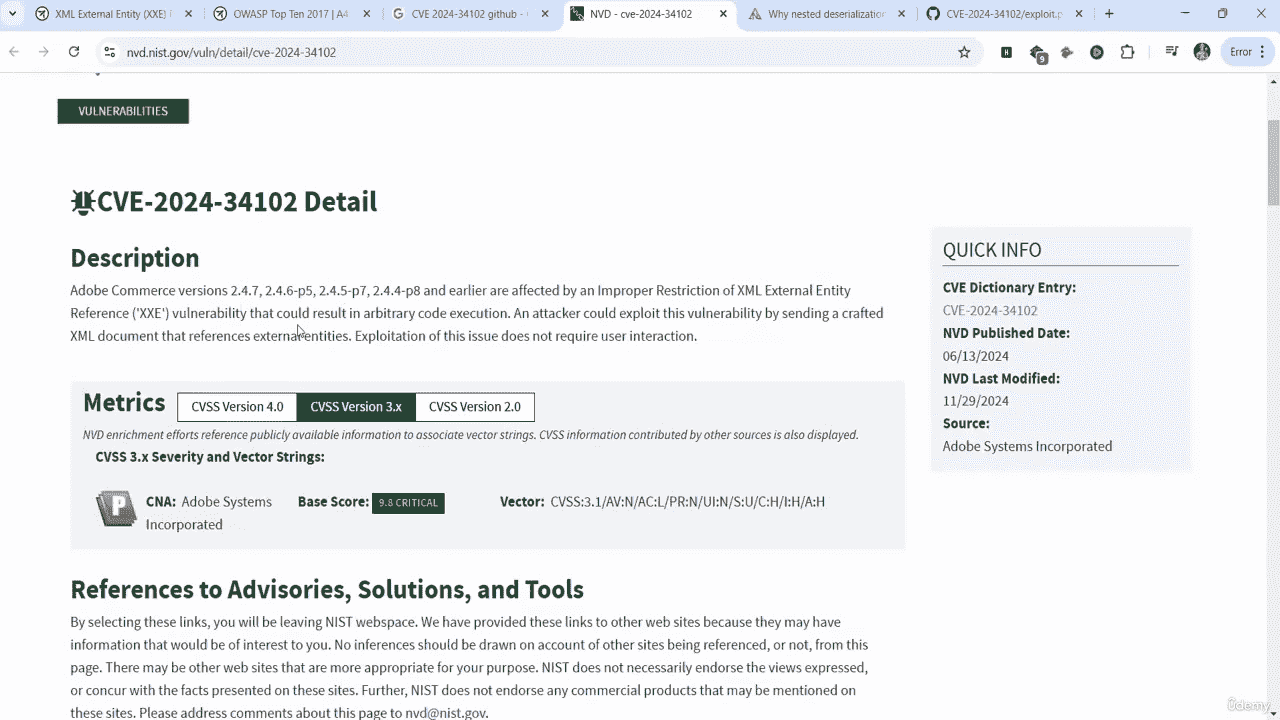 XML External Entity (XXE)
OWASP Top Ten 2017 | A4
CVE 2024-34102 github -
NVD - cve-2024-34102
Why nested deserialization
CVE-2024-34102/exploit.p
nvd.nist.gov/vuln/detail/cve-2024-34102
9
Error
VULNERABILITIES
CVE-2024-34102 Detail
Description
Adobe Commerce versions 2.4.7, 2.4.6-p5, 2.4.5-p7, 2.4.4-p8 and earlier are affected by an Improper Restriction of XML External Entity
Reference ('XXE') vulnerability that could result in arbitrary code execution. An attacker could exploit this vulnerability by sending a crafted
XML document that references external entities. Exploitation of this issue does not require user interaction.
QUICK INFO
CVE Dictionary Entry:
CVE-2024-34102
NVD Published Date:
06/13/2024
NVD Last Modified:
11/29/2024
Source:
Adobe Systems Incorporated
Metrics
CVSS Version 4.0
CVSS Version 3.x
CVSS Version 2.0
NVD enrichment efforts reference publicly available information to associate vector strings. CVSS information contributed by other sources is also displayed.
CVSS 3.x Severity and Vector Strings:
CNA: Adobe Systems
Incorporated
Base Score: 9.8 CRITICAL
Vector: CVSS:3.1/AV:N/AC:L/PR:N/UI:N/S:U/C:H/I:H/A:H
References to Advisories, Solutions, and Tools
By selecting these links, you will be leaving NIST webspace. We have provided these links to other web sites because they may have
information that would be of interest to you. No inferences should be drawn on account of other sites being referenced, or not, from this
page. There may be other web sites that are more appropriate for your purpose. NIST does not necessarily endorse the views expressed,
or concur with the facts presented on these sites. Further, NIST does not endorse any commercial products that may be mentioned on
these sites. Please address comments about this page to nvd@nist.gov.
Udemy